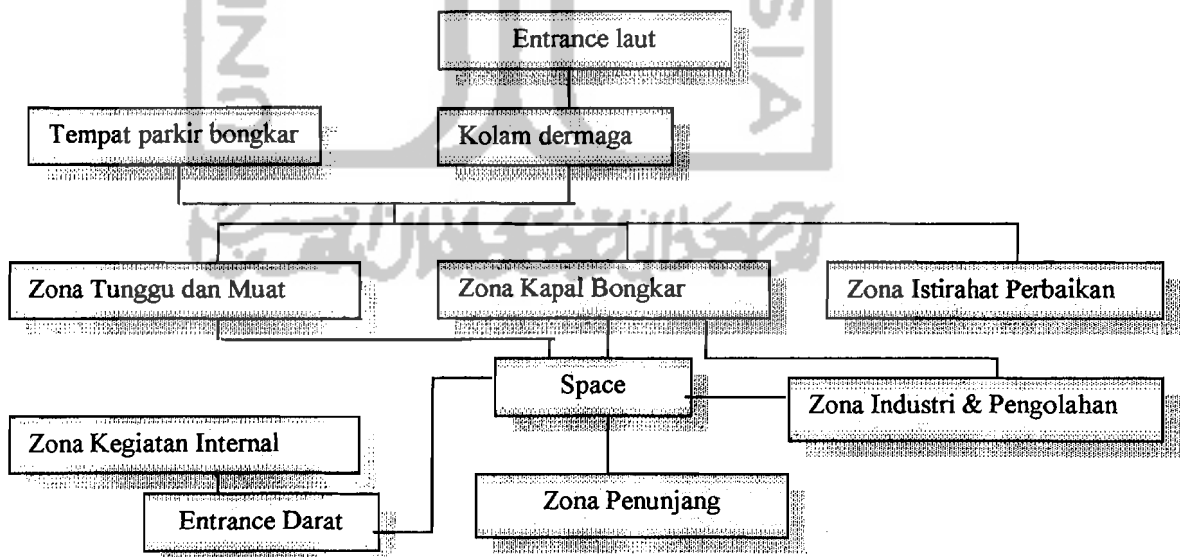 Entrance laut
Tempat parkir bongkar
Kolam dermaga
Zona Tunggu dan Muat
Zona Kapal Bongkar
Zona Istirahat Perbaikan
Space
Zona Industri & Pengolahan
Zona Kegiatan Internal
Zona Penunjang
Entrance Darat